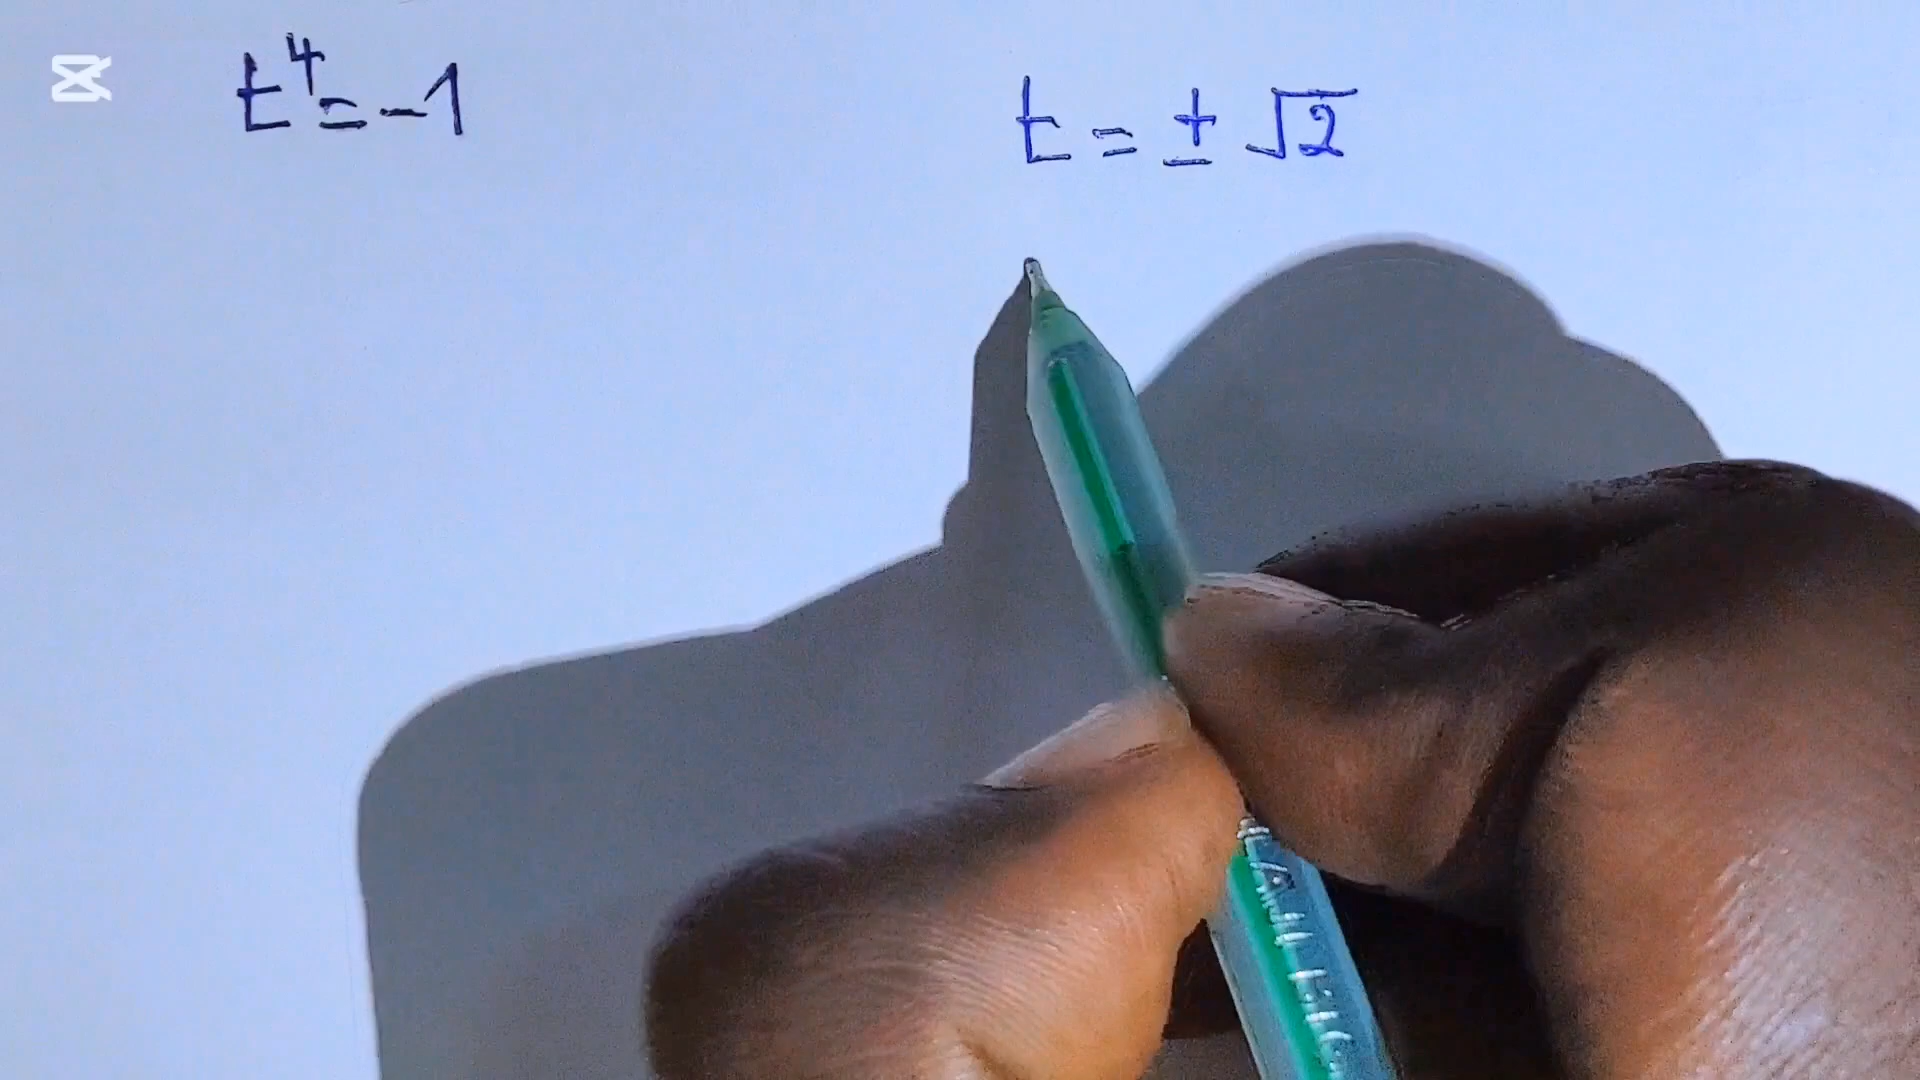 t⁴=-1
t = ± √2